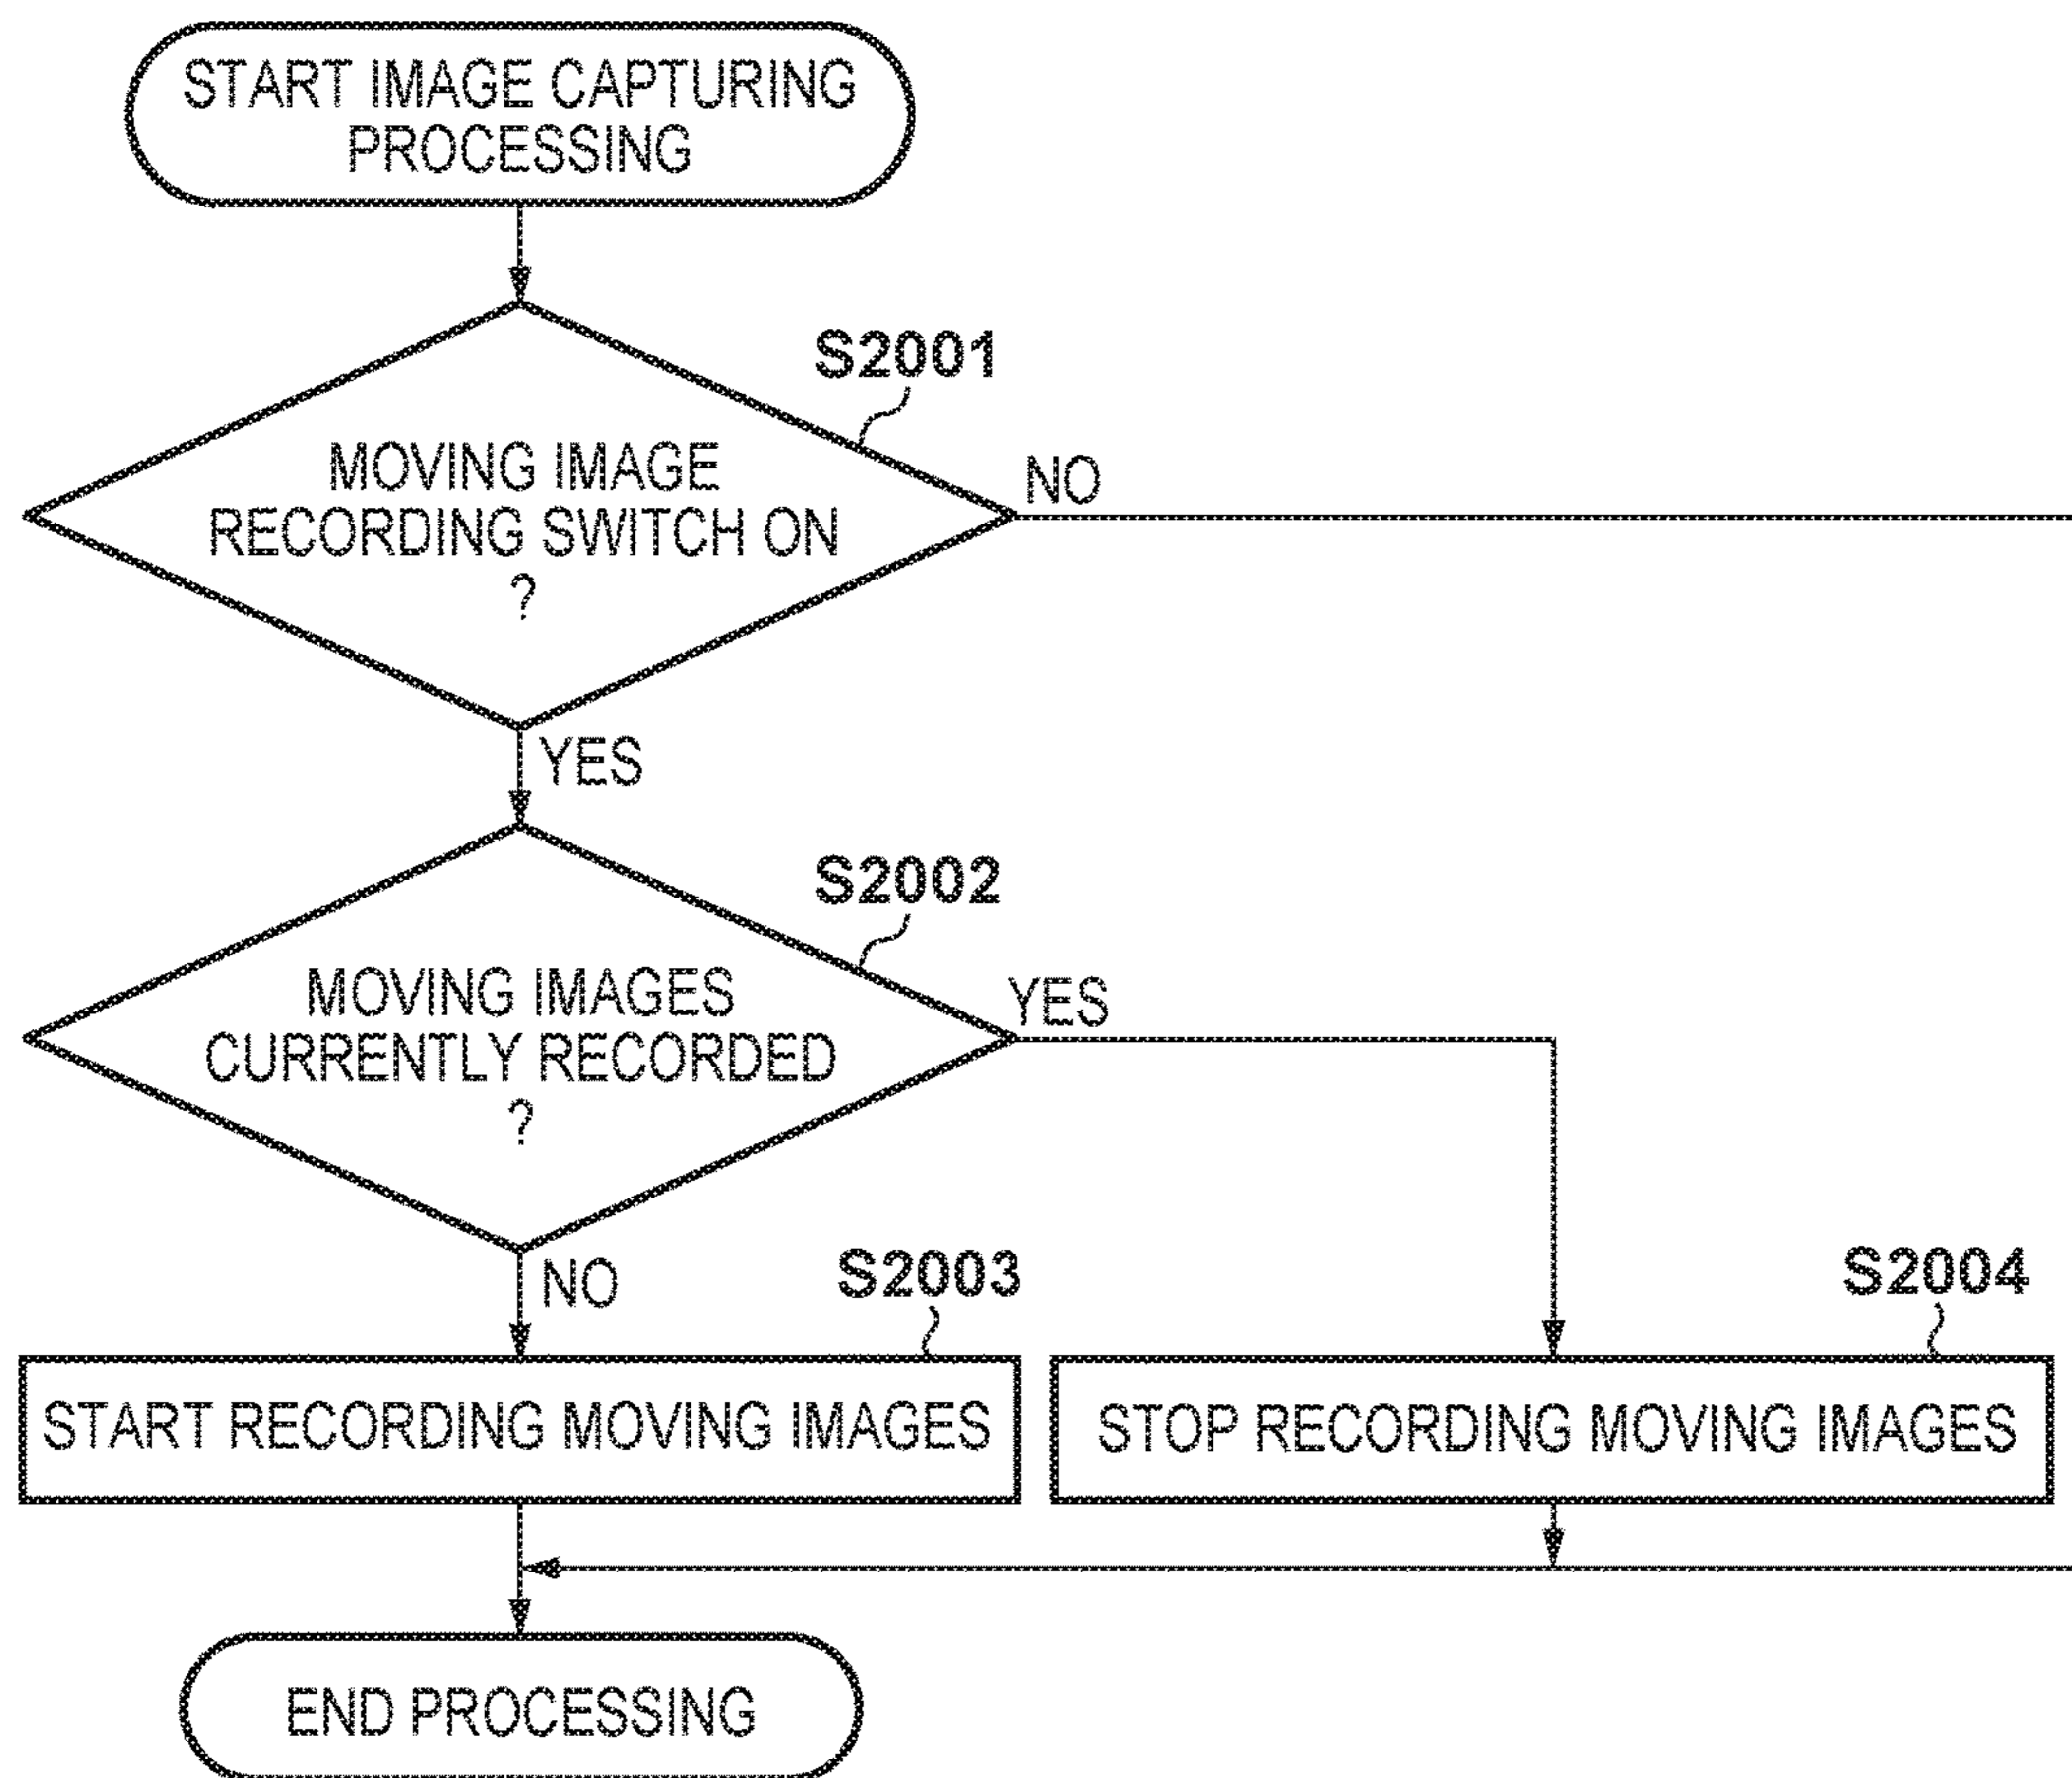 START IMAGE CAPTURING
PROCESSING
S2001
MOVING IMAGE
RECORDING SWITCH ON
?
NO
YES
S2002
MOVING IMAGES
CURRENTLY RECORDED
?
YES
NO
S2003
S2004
START RECORDING MOVING IMAGES
STOP RECORDING MOVING IMAGES
END PROCESSING